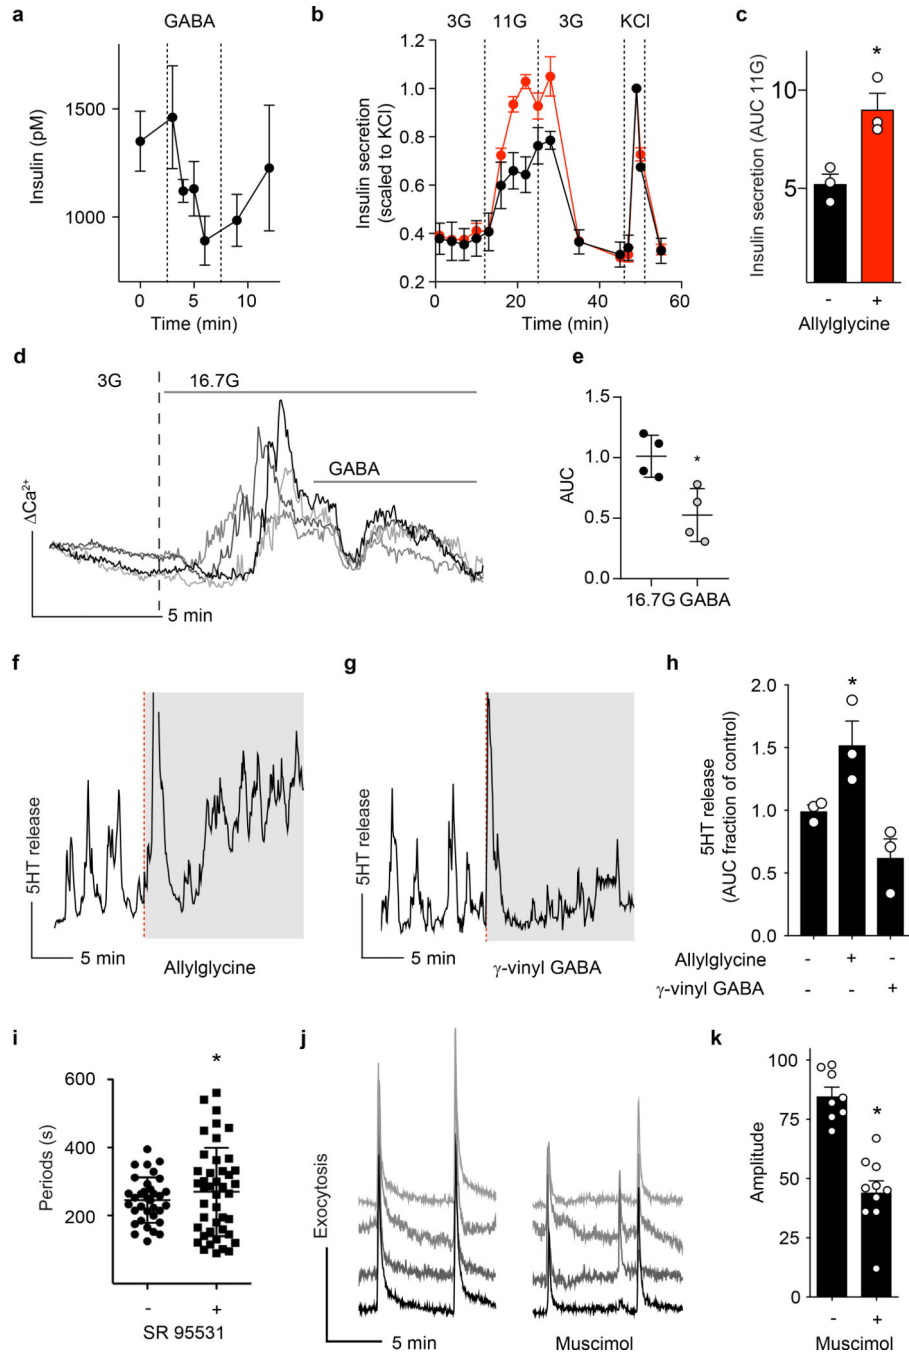 a
GABA
Insulin (pM)
1500
1000
0
5
10
Time (min)
b
3G
11G
3G
KCl
Insulin secretion
(scaled to KCl)
1.2
1.0
0.8
0.6
0.4
0.2
0
20
40
60
Time (min)
c
*
Insulin secretion (AUC 11G)
10
5
-
+
Allylglycine
d
3G
16.7G
GABA
ΔCa²⁺
5 min
e
1.5
1.0
0.5
0.0
AUC
*
16.7G
GABA
f
5HT release
5 min
Allylglycine
g
5HT release
5 min
γ-vinyl GABA
h
5HT release
(AUC fraction of control)
2.0
1.5
1.0
0.5
0.0
*
Allylglycine - + -
γ-vinyl GABA - - +
i
*
Periods (s)
600
400
200
-
+
SR 95531
j
Exocytosis
5 min
Muscimol
k
Amplitude
100
75
50
25
0
*
-
+
Muscimol